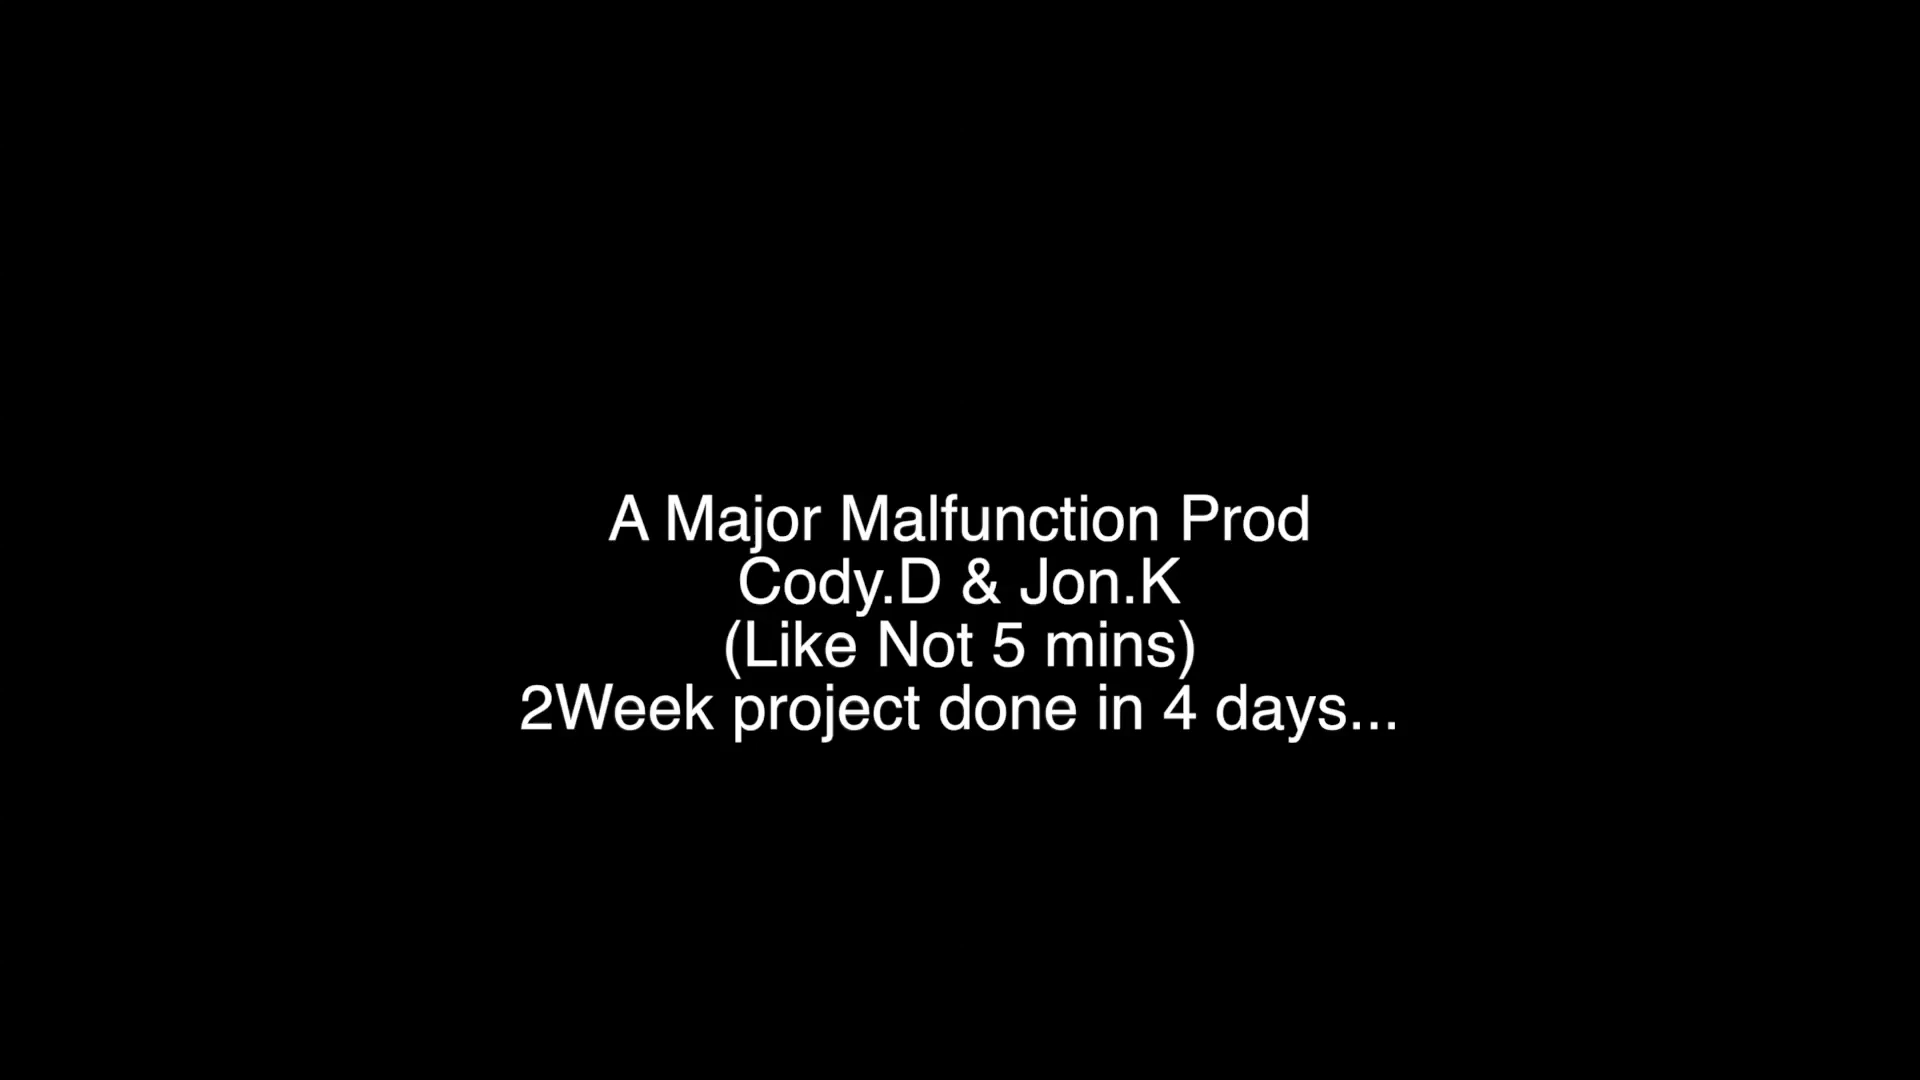 A Major Malfunction Prod
Cody.D & Jon.K
(Like Not 5 mins)
2Week project done in 4 days...